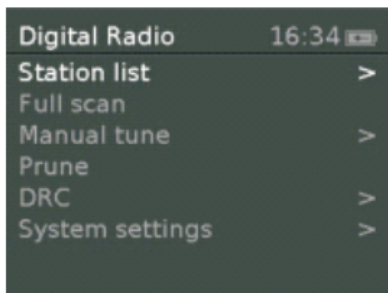 Digital Radio 16:34
Station list >
Full scan
Manual tune >
Prune
DRC >
System settings >